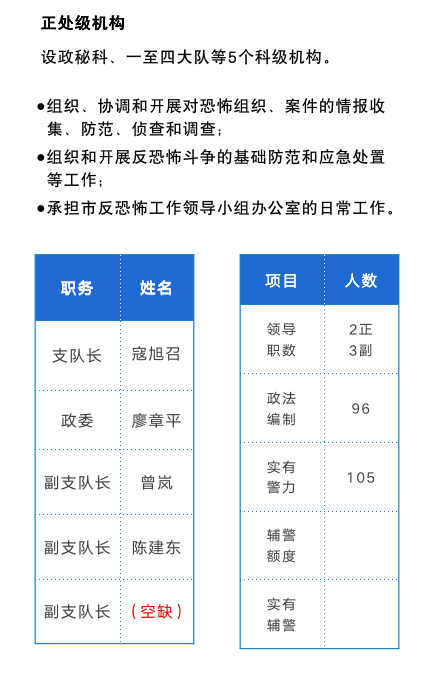 正处级机构
设政秘科、一至四大队等5个科级机构。
●组织、协调和开展对恐怖组织、案件的情报收
集、防范、侦查和调查；
●组织和开展反恐怖斗争的基础防范和应急处置
等工作；
●承担市反恐怖工作领导小组办公室的日常工作。
职务 姓名
支队长 寇旭召
政委 廖章平
副支队长 曾岚
副支队长 陈建东
副支队长 （空缺）
项目 人数
领导 2正
职数 3副
政法
编制 96
实有
警力 105
辅警
额度
实有
辅警